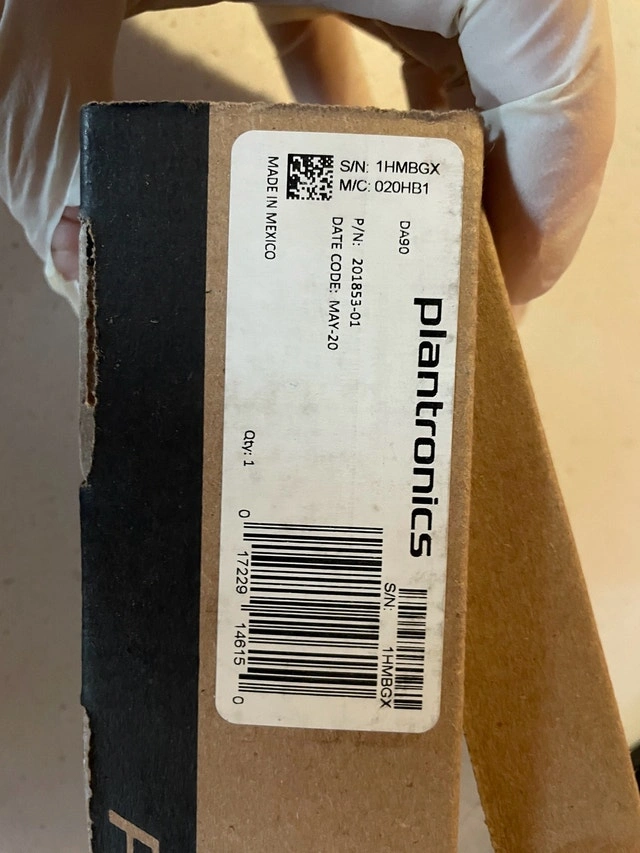 S/N: 1HMBGX
M/C: 020HB1
plantronics
DA90
P/N: 201853-01
DATE CODE: MAY-20
MADE IN MEXICO
S/N: 1HMBGX
Qty: 1
0 17229 14615 0